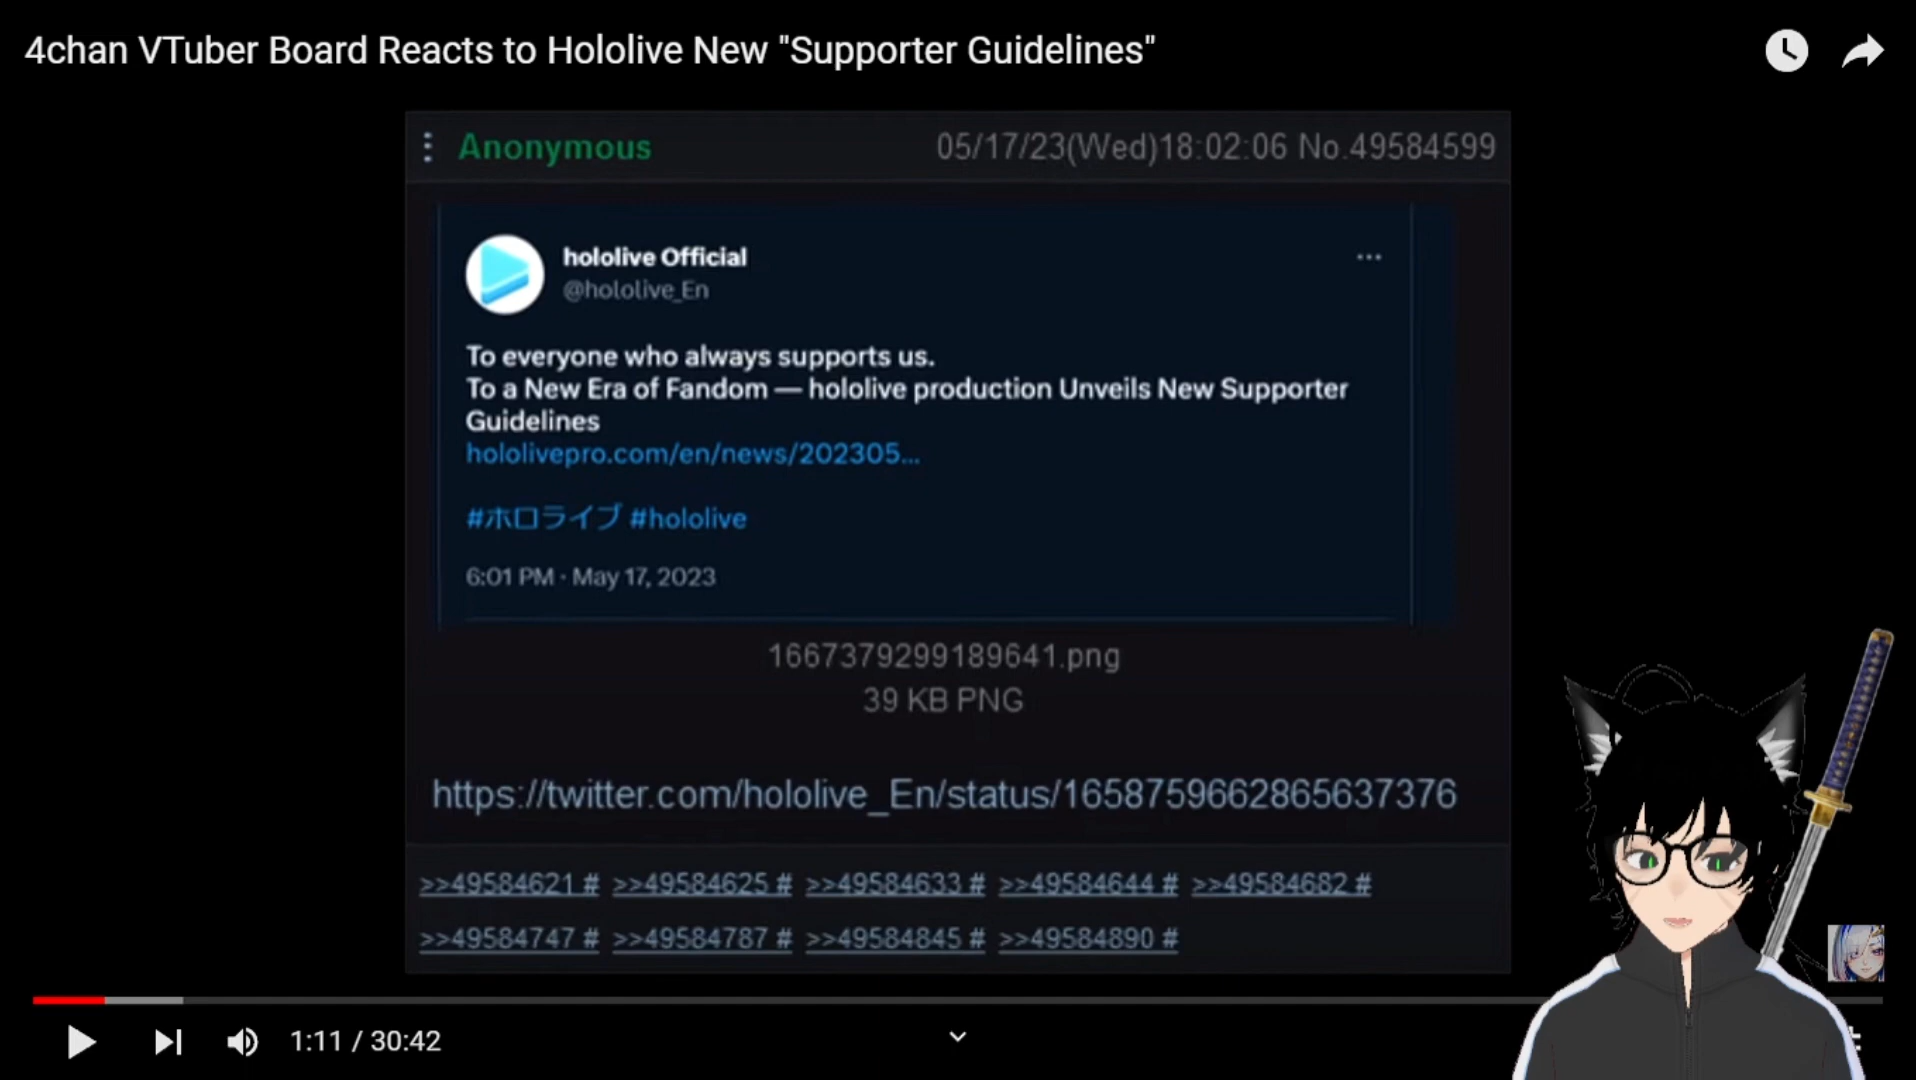 4chan VTuber Board Reacts to Hololive New "Supporter Guidelines"
Anonymous 05/17/23(Wed)18:02:06 No.49584599
hololive Official
@hololive_En
To everyone who always supports us.
To a New Era of Fandom — hololive production Unveils New Supporter
Guidelines
hololivepro.com/en/news/202305...
#ホロライブ #hololive
6:01 PM · May 17, 2023
1667379299189641.png
39 KB PNG
https://twitter.com/hololive_En/status/1658759662865637376
>>49584621 # >>49584625 # >>49584633 # >>49584644 # >>49584682 #
>>49584747 # >>49584787 # >>49584845 # >>49584890 #
1:11 / 30:42